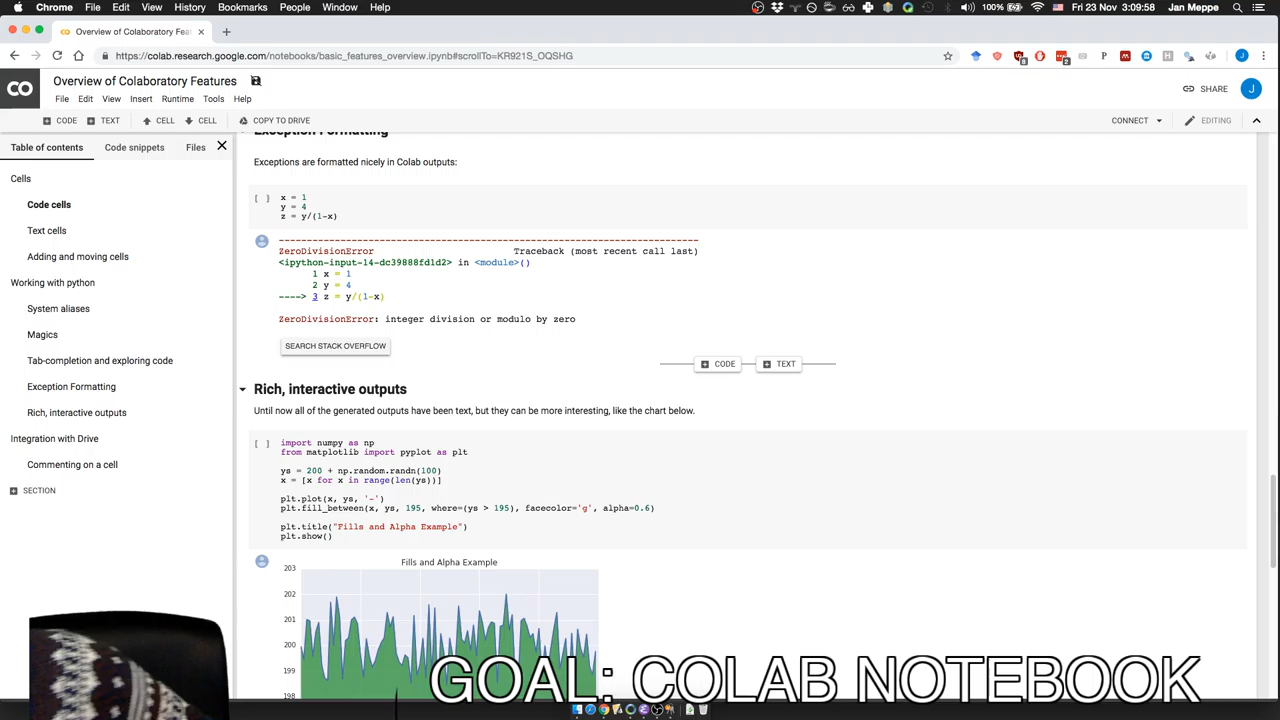 Chrome File Edit View History Bookmarks People Window Help 100% Fri 23 Nov 03:09:58 Jan Meppe
Overview of Colaboratory Feat
https://colab.research.google.com/notebooks/basic_features_overview.ipynb#scrollTo=KR921S_OQSHG
8
2
J
CO
Overview of Colaboratory Features
SHARE
J
File Edit View Insert Runtime Tools Help
CODE TEXT CELL CELL COPY TO DRIVE CONNECT EDITING
Table of contents Code snippets Files
Cells
Code cells
Text cells
Adding and moving cells
Working with python
System aliases
Magics
Tab-completion and exploring code
Exception Formatting
Rich, interactive outputs
Integration with Drive
Commenting on a cell
SECTION
Exception Formatting
Exceptions are formatted nicely in Colab outputs:
[ ] x = 1
y = 4
z = y/(1-x)
---------------------------------------------------------------------------
ZeroDivisionError Traceback (most recent call last)
<ipython-input-14-dc39888fd1d2> in <module>()
1 x = 1
2 y = 4
----> 3 z = y/(1-x)
ZeroDivisionError: integer division or modulo by zero
SEARCH STACK OVERFLOW
CODE TEXT
Rich, interactive outputs
Until now all of the generated outputs have been text, but they can be more interesting, like the chart below.
[ ] import numpy as np
from matplotlib import pyplot as plt
ys = 200 + np.random.randn(100)
x = [x for x in range(len(ys))]
plt.plot(x, ys, '-')
plt.fill_between(x, ys, 195, where=(ys > 195), facecolor='g', alpha=0.6)
plt.title("Fills and Alpha Example")
plt.show()
Fills and Alpha Example
203
202
201
200
199
198
GOAL: COLAB NOTEBOOK